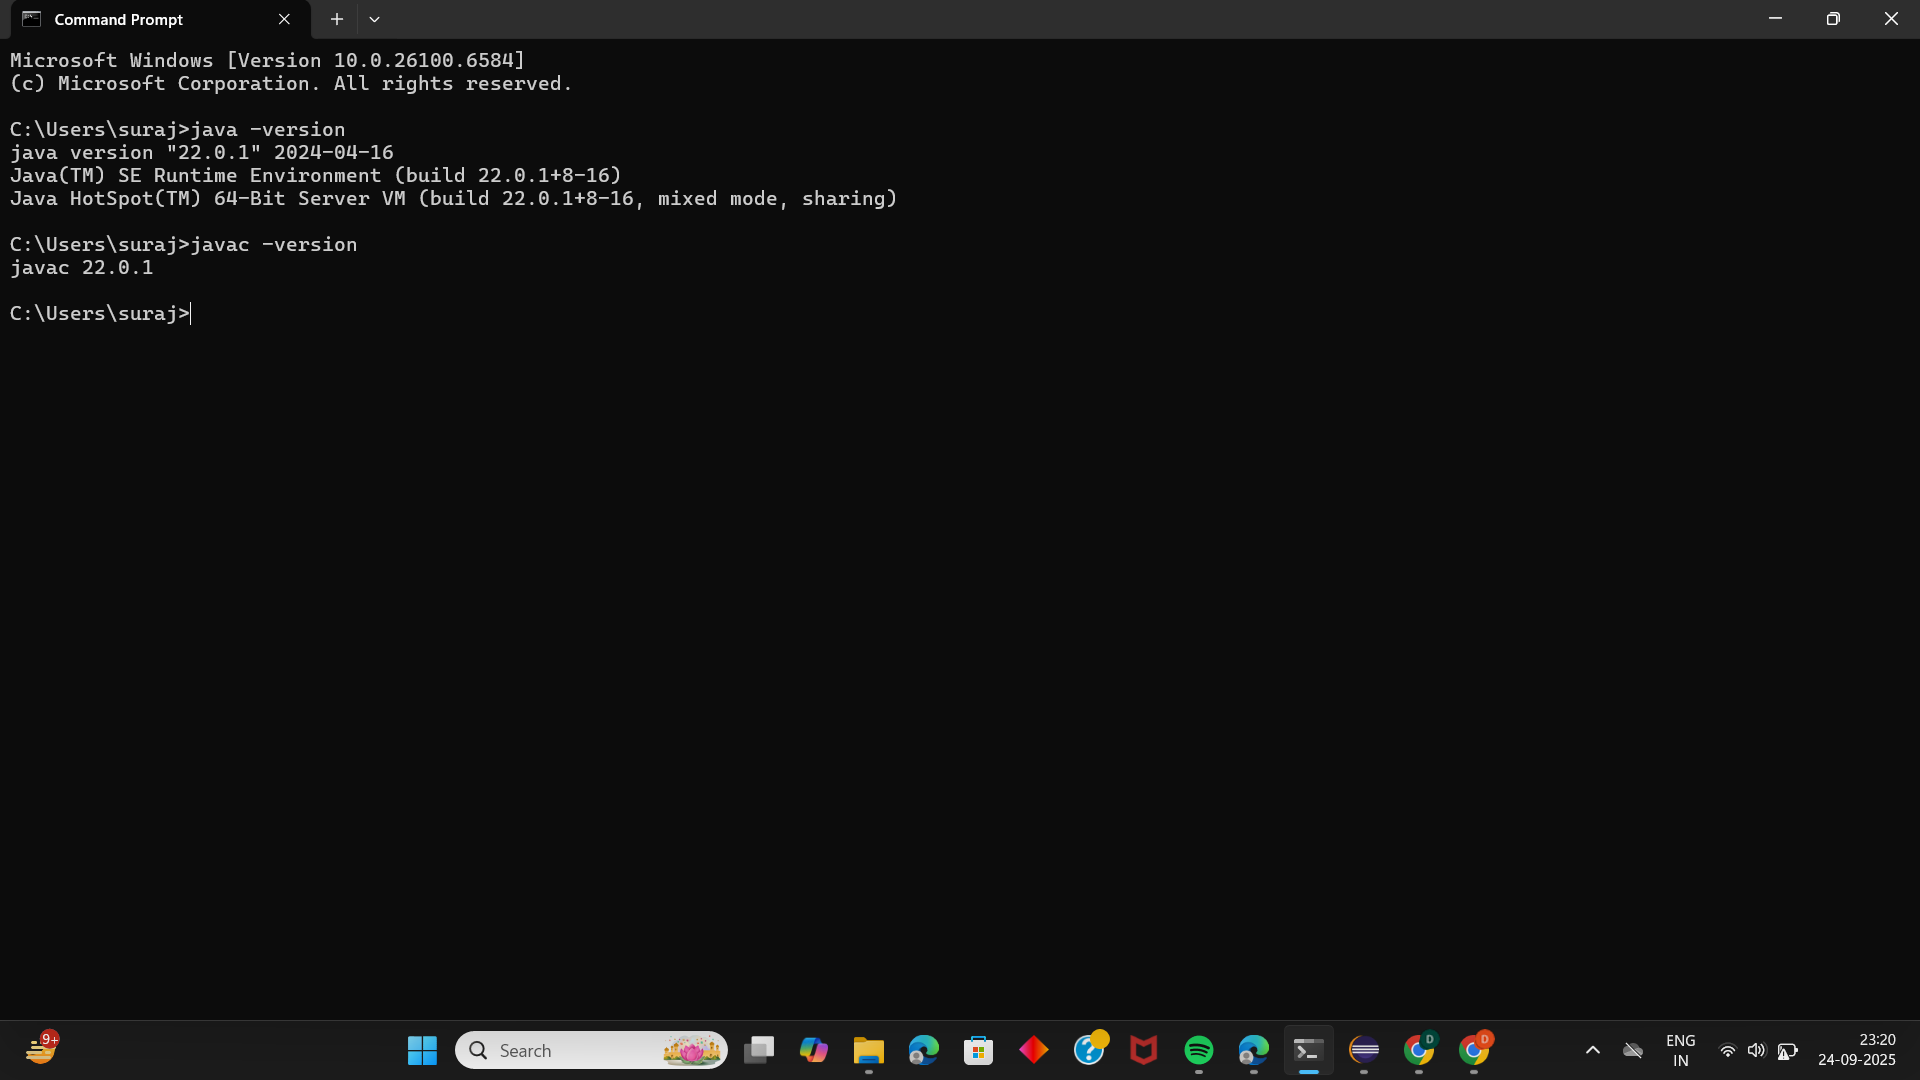 Command Prompt
Microsoft Windows [Version 10.0.26100.6584]
(c) Microsoft Corporation. All rights reserved.
C:\Users\suraj>java -version
java version "22.0.1" 2024-04-16
Java(TM) SE Runtime Environment (build 22.0.1+8-16)
Java HotSpot(TM) 64-Bit Server VM (build 22.0.1+8-16, mixed mode, sharing)
C:\Users\suraj>javac -version
javac 22.0.1
C:\Users\suraj>
9+
Search
D
D
ENG
IN
23:20
24-09-2025